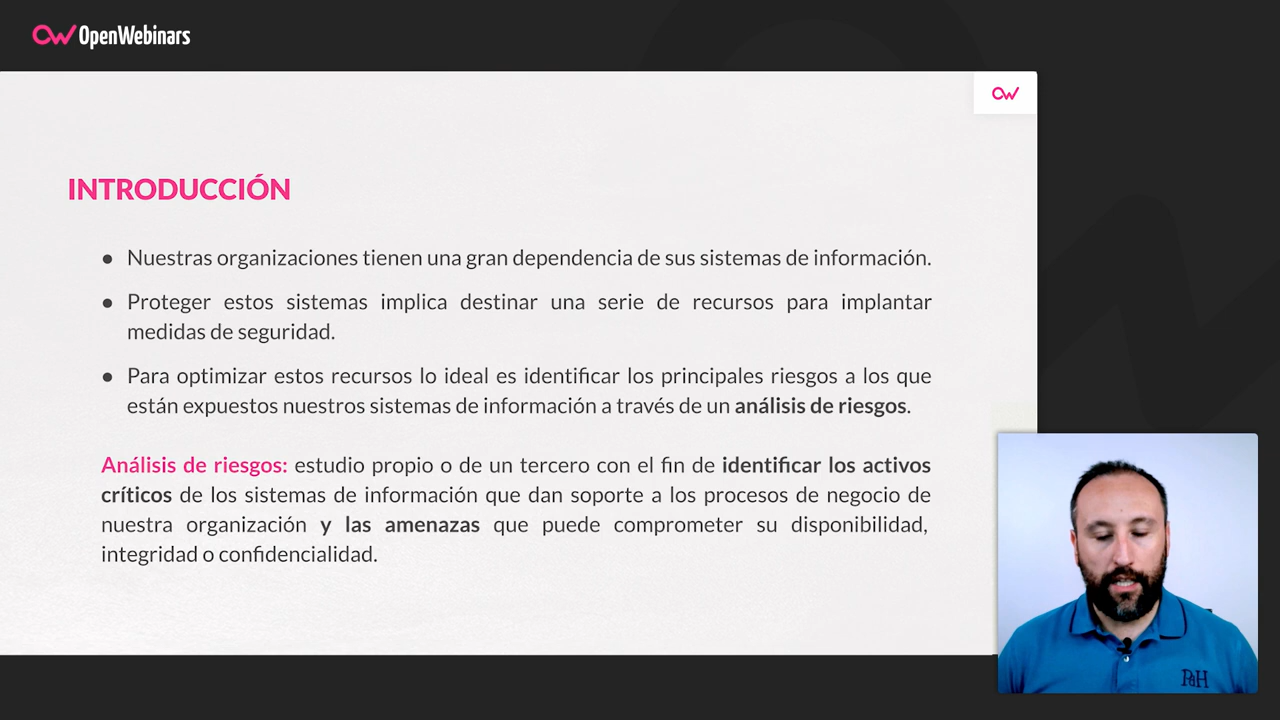 OpenWebinars
INTRODUCCIÓN
● Nuestras organizaciones tienen una gran dependencia de sus sistemas de información.
● Proteger estos sistemas implica destinar una serie de recursos para implantar
medidas de seguridad.
● Para optimizar estos recursos lo ideal es identificar los principales riesgos a los que
están expuestos nuestros sistemas de información a través de un análisis de riesgos.
Análisis de riesgos: estudio propio o de un tercero con el fin de identificar los activos
críticos de los sistemas de información que dan soporte a los procesos de negocio de
nuestra organización y las amenazas que puede comprometer su disponibilidad,
integridad o confidencialidad.